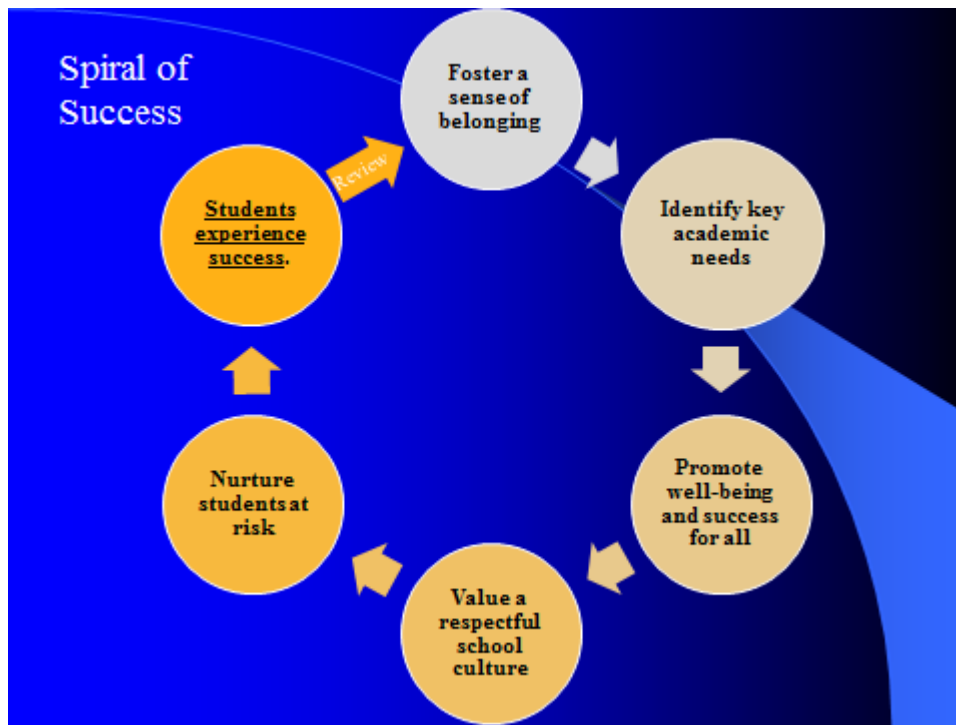 Spiral of
Success
Foster a
sense of
belonging
Identify key
academic
needs
Promote
well-being
and success
for all
Value a
respectful
school
culture
Nurture
students at
risk
Students
experience
success.
Review